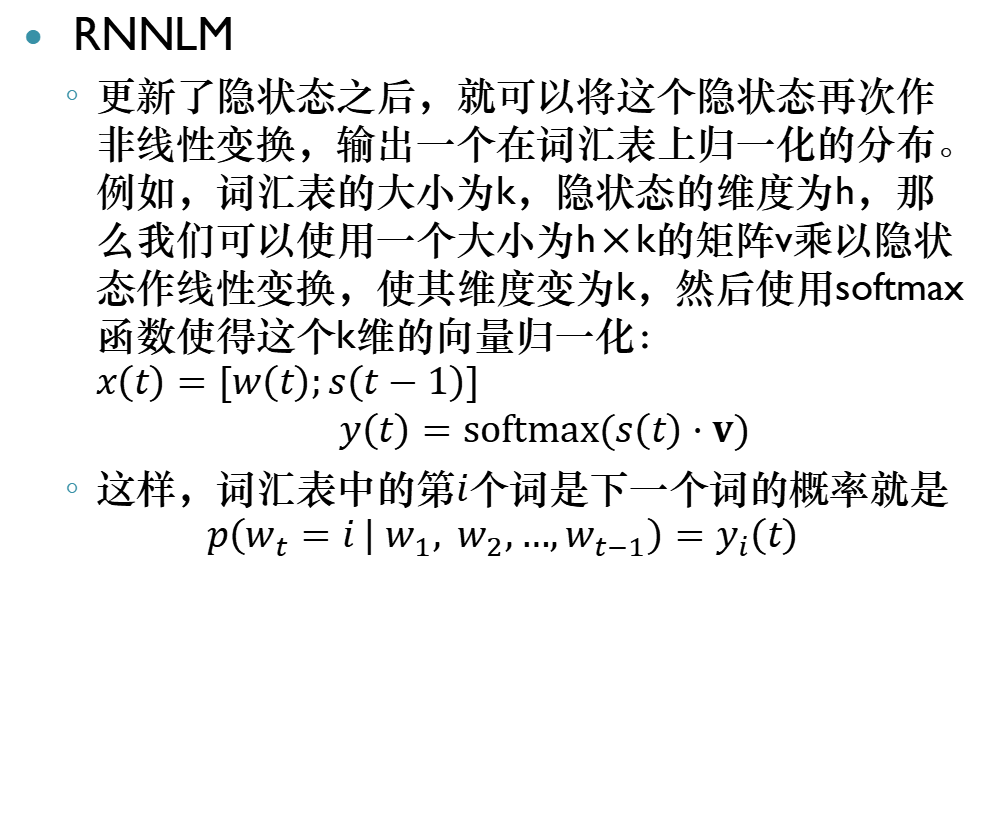 RNNLM
更新了隐状态之后，就可以将这个隐状态再次作
非线性变换，输出一个在词汇表上归一化的分布。
例如，词汇表的大小为k，隐状态的维度为h，那
么我们可以使用一个大小为h×k的矩阵v乘以隐状
态作线性变换，使其维度变为k，然后使用softmax
函数使得这个k维的向量归一化：
x(t) = [w(t); s(t − 1)]
y(t) = softmax(s(t) · v)
这样，词汇表中的第i个词是下一个词的概率就是
p(w_t = i | w_1, w_2, …, w_{t−1}) = y_i(t)